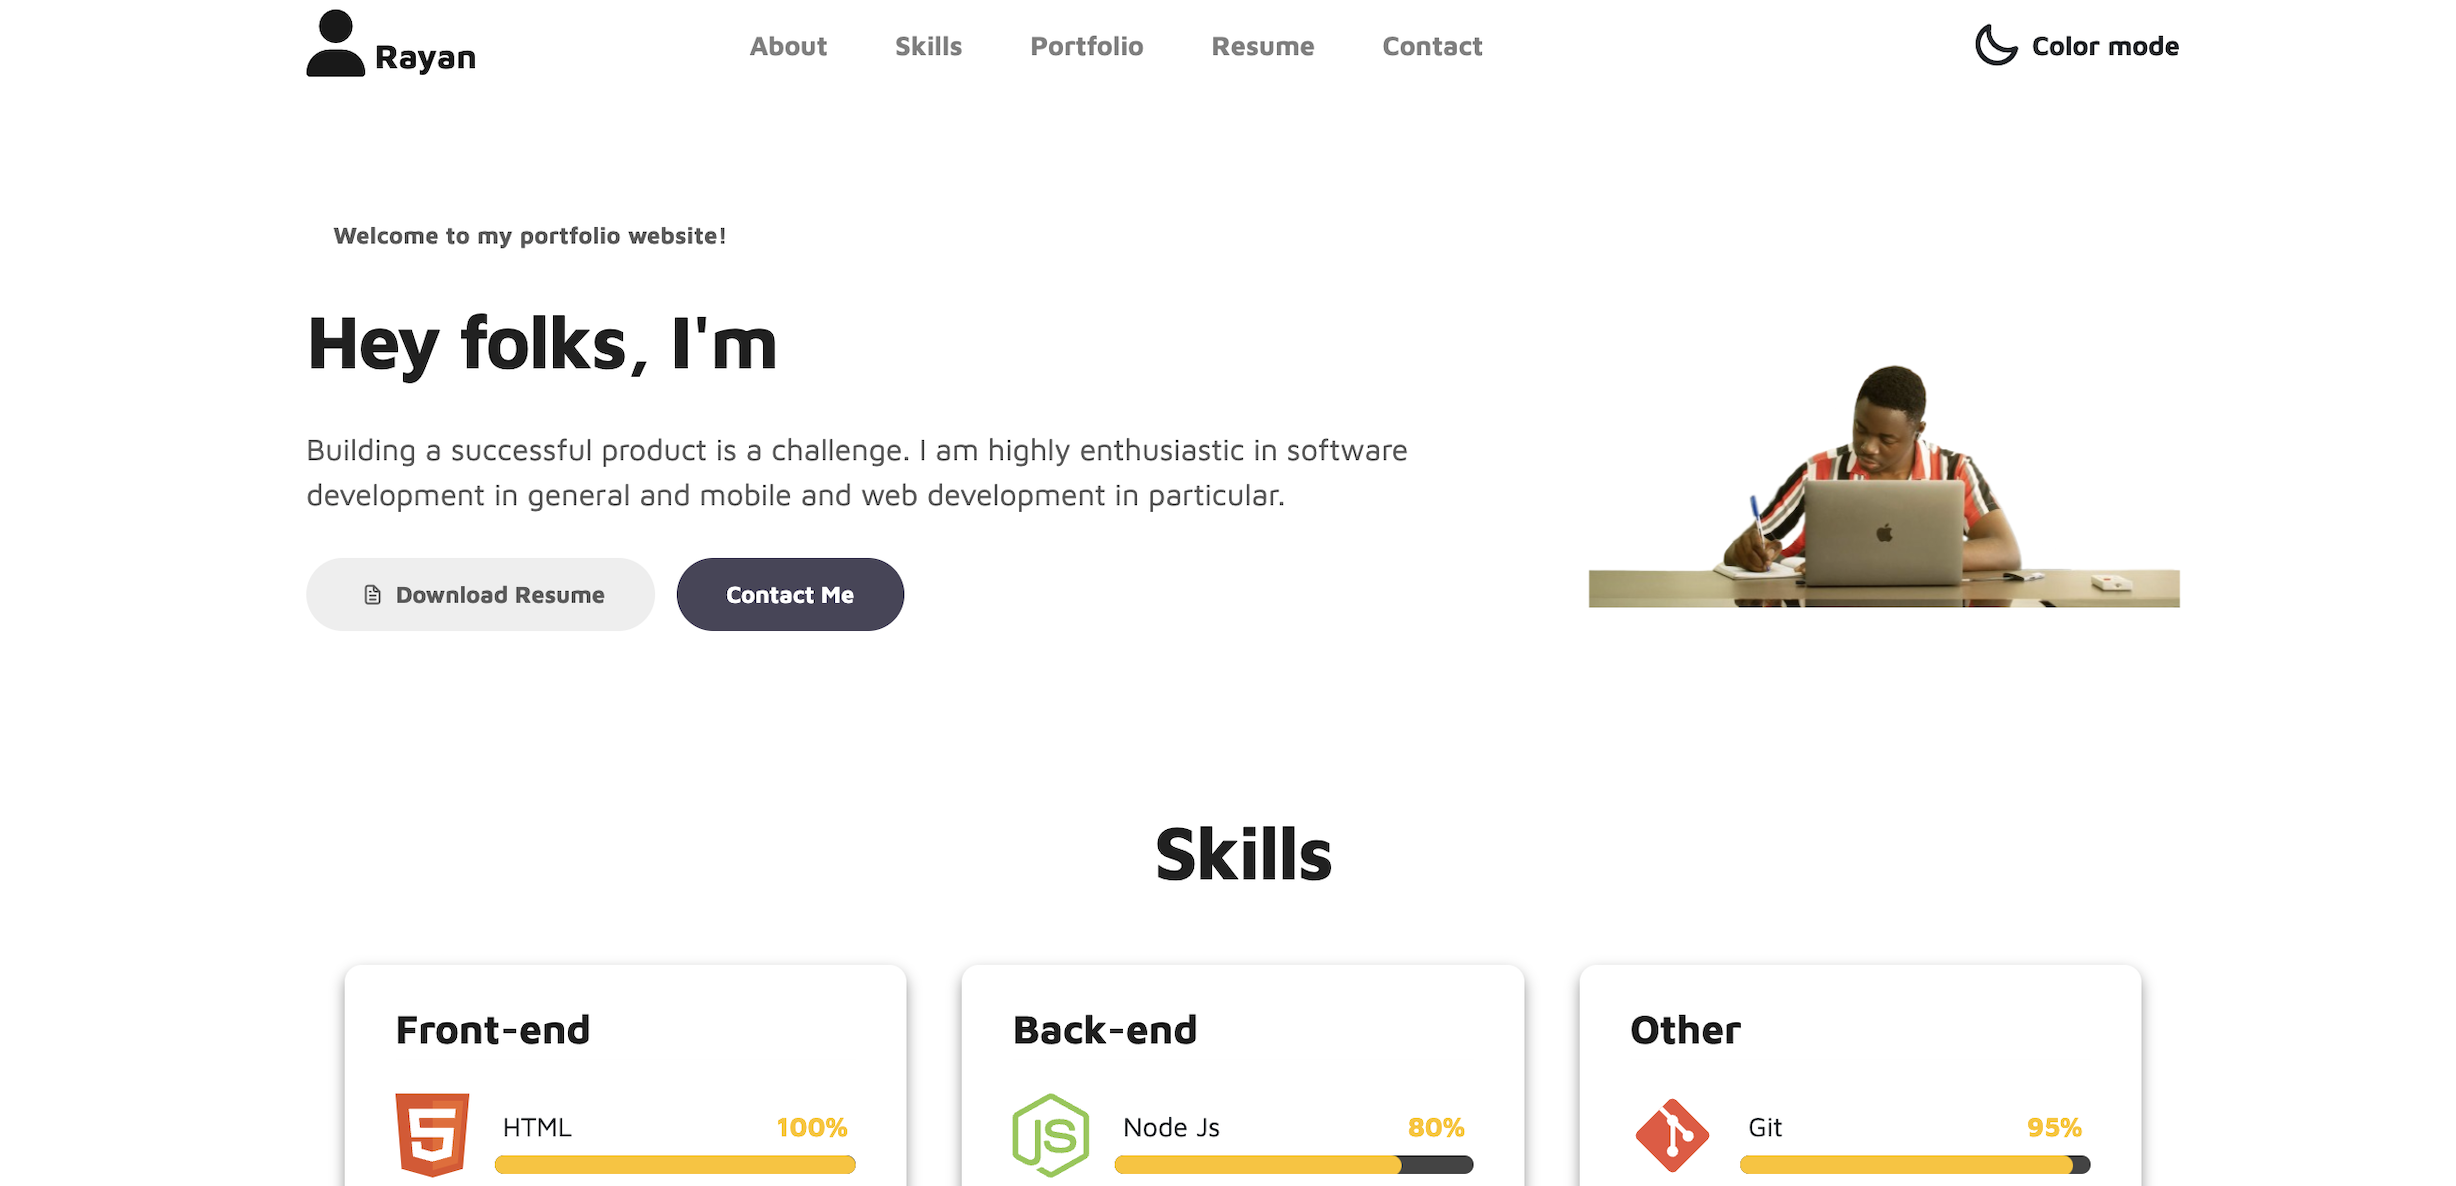 Rayan
About
Skills
Portfolio
Resume
Contact
Color mode
Welcome to my portfolio website!
Hey folks, I'm
Building a successful product is a challenge. I am highly enthusiastic in software
development in general and mobile and web development in particular.
Download Resume
Contact Me
Skills
Front-end
HTML
100%
Back-end
JS
Node Js
80%
Other
Git
95%